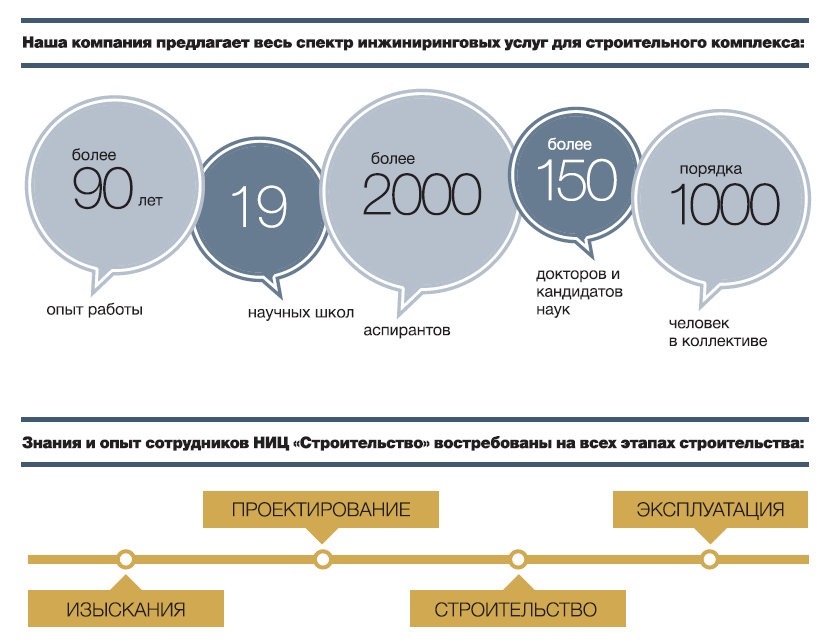 Наша компания предлагает весь спектр инжиниринговых услуг для строительного комплекса:
более
90 лет
опыт работы
19
научных школ
более
2000
аспирантов
более
150
докторов и
кандидатов
наук
порядка
1000
человек
в коллективе
Знания и опыт сотрудников НИЦ «Строительство» востребованы на всех этапах строительства:
ИЗЫСКАНИЯ
ПРОЕКТИРОВАНИЕ
СТРОИТЕЛЬСТВО
ЭКСПЛУАТАЦИЯ